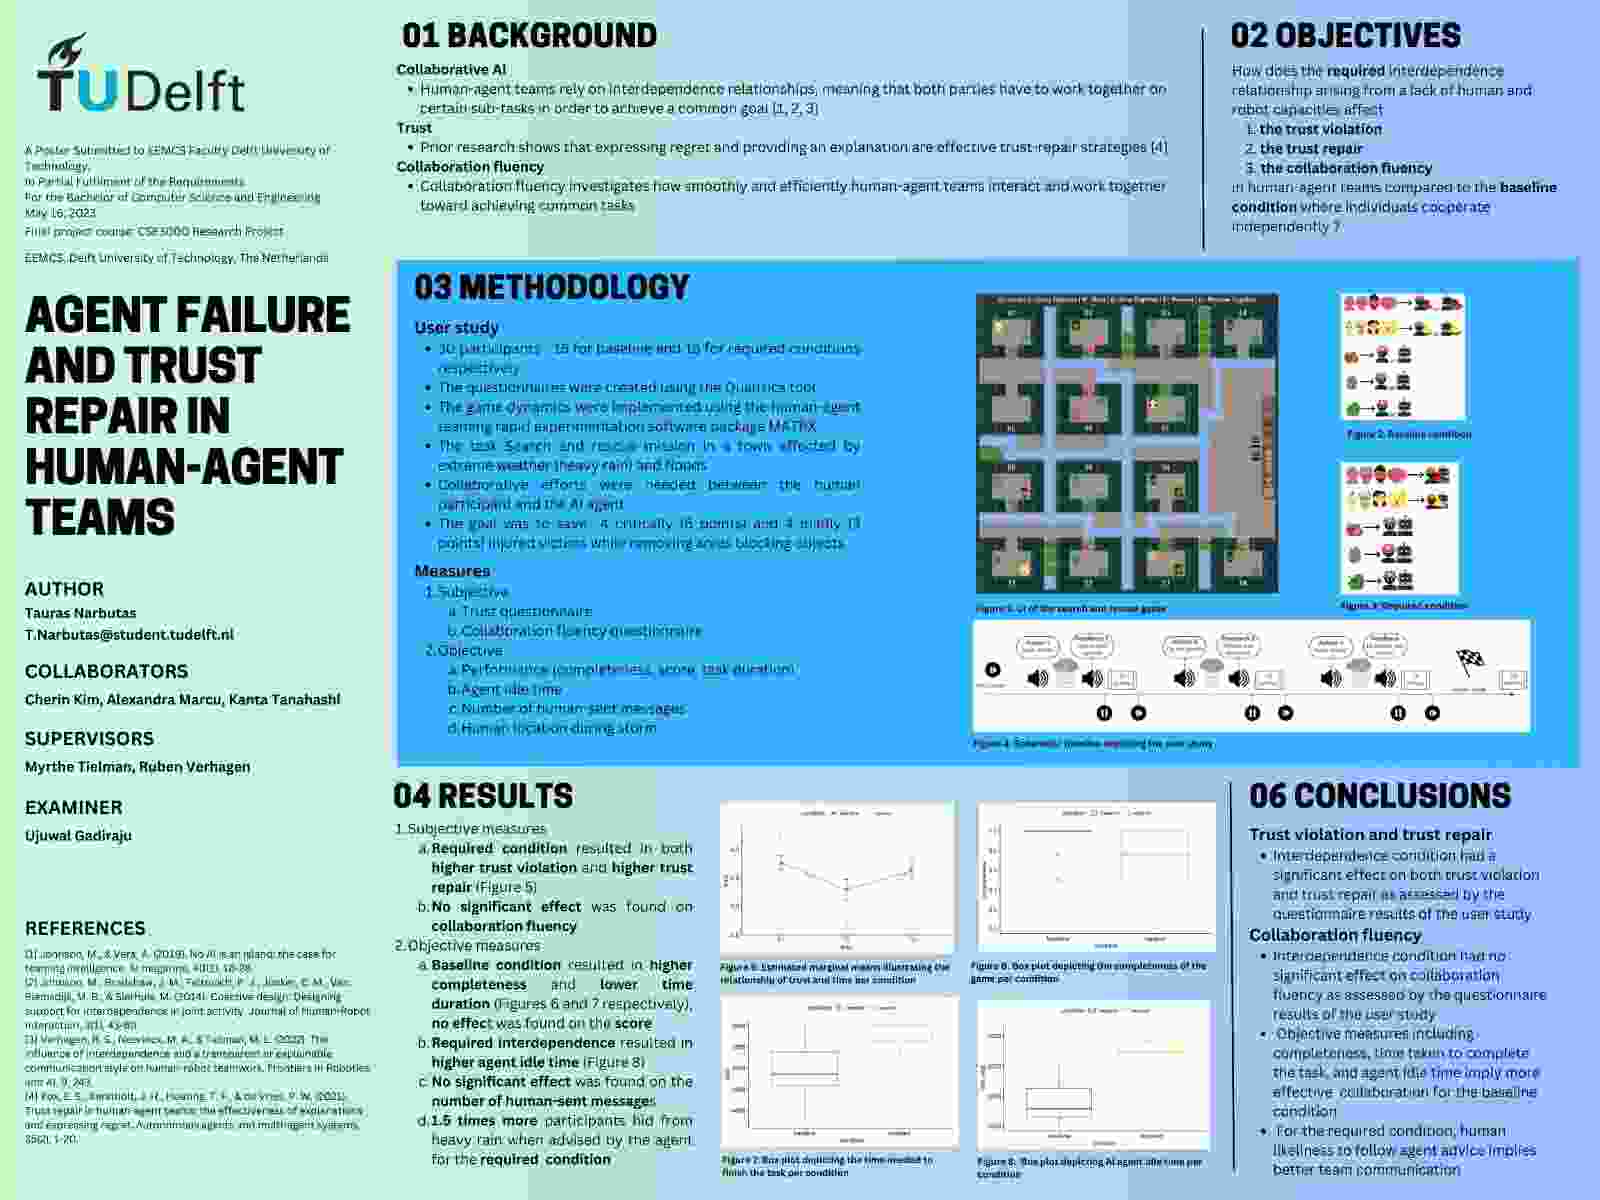 TUDelft
A Poster Submitted to EEMCS Faculty Delft University of
Technology,
In Partial Fulfilment of the Requirements
For the Bachelor of Computer Science and Engineering
May 16, 2023
Final project course: CSE3000 Research Project
EEMCS, Delft University of Technology, The Netherlands
AGENT FAILURE
AND TRUST
REPAIR IN
HUMAN-AGENT
TEAMS
AUTHOR
Tauras Narbutas
T.Narbutas@student.tudelft.nl
COLLABORATORS
Cherin Kim, Alexandra Marcu, Kanta Tanahashi
SUPERVISORS
Myrthe Tielman, Ruben Verhagen
EXAMINER
Ujuwal Gadiraju
REFERENCES
[1] Johnson, M., & Vera, A. (2019). No AI is an island: the case for
teaming intelligence. AI magazine, 40(1), 16-28.
[2] Johnson, M., Bradshaw, J. M., Feltovich, P. J., Jonker, C. M., Van
Riemsdijk, M. B., & Sierhuis, M. (2014). Coactive design: Designing
support for interdependence in joint activity. Journal of Human-Robot
Interaction, 3(1), 43-69.
[3] Verhagen, R. S., Neerincx, M. A., & Tielman, M. L. (2022). The
influence of interdependence and a transparent or explainable
communication style on human-robot teamwork. Frontiers in Robotics
and AI, 9, 243.
[4] Kox, E. S., Kerstholt, J. H., Hueting, T. F., & de Vries, P. W. (2021).
Trust repair in human agent teams: the effectiveness of explanations
and expressing regret. Autonomous agents and multi-agent systems,
35(2), 1-20.
01 BACKGROUND
Collaborative AI
• Human-agent teams rely on interdependence relationships, meaning that both parties have to work together on
certain sub-tasks in order to achieve a common goal [1, 2, 3]
Trust
• Prior research shows that expressing regret and providing an explanation are effective trust-repair strategies [4]
Collaboration fluency
• Collaboration fluency investigates how smoothly and efficiently human-agent teams interact and work together
toward achieving common tasks
02 OBJECTIVES
How does the required interdependence
relationship arising from a lack of human and
robot capacities affect
1. the trust violation
2. the trust repair
3. the collaboration fluency
in human-agent teams compared to the baseline
condition where individuals cooperate
independently ?
03 METHODOLOGY
User study
• 30 participants - 15 for baseline and 15 for required conditions
respectively
• The questionnaires were created using the Qualtrics tool
• The game dynamics were implemented using the human-agent
teaming rapid experimentation software package MATRX
• The task Search and rescue mission in a town affected by
extreme weather (heavy rain) and floods
• Collaborative efforts were needed between the human
participant and the AI agent
• The goal was to save 4 critically (6 points) and 4 mildly (3
points) injured victims while removing areas blocking objects
Measures
1. Subjective
a. Trust questionnaire
b. Collaboration fluency questionnaire
2. Objective
a. Performance (completeness, score, task duration)
b. Agent idle time
c. Number of human-sent messages
d. Human location during storm
Figure 1: UI of the search and rescue game
Figure 2: Baseline condition
Figure 3: Required condition
Figure 4: Schematic timeline depicting the user study
04 RESULTS
1. Subjective measures
a. Required condition resulted in both
higher trust violation and higher trust
repair (Figure 5)
b. No significant effect was found on
collaboration fluency
2. Objective measures
a. Baseline condition resulted in higher
completeness and lower time
duration (Figures 6 and 7 respectively),
no effect was found on the score
b. Required interdependence resulted in
higher agent idle time (Figure 8)
c. No significant effect was found on the
number of human-sent messages
d. 1.5 times more participants hid from
heavy rain when advised by the agent
for the required condition
Figure 5: Estimated marginal means illustrating the
relationship of trust and time per condition
Figure 6: Box plot depicting the completeness of the
game per condition
Figure 7: Box plot depicting the time needed to
finish the task per condition
Figure 8: Box plot depicting AI agent idle time per
condition
06 CONCLUSIONS
Trust violation and trust repair
• Interdependence condition had a
significant effect on both trust violation
and trust repair as assessed by the
questionnaire results of the user study
Collaboration fluency
• Interdependence condition had no
significant effect on collaboration
fluency as assessed by the questionnaire
results of the user study
• Objective measures including
completeness, time taken to complete
the task, and agent idle time imply more
effective collaboration for the baseline
condition
• For the required condition, human
likeliness to follow agent advice implies
better team communication